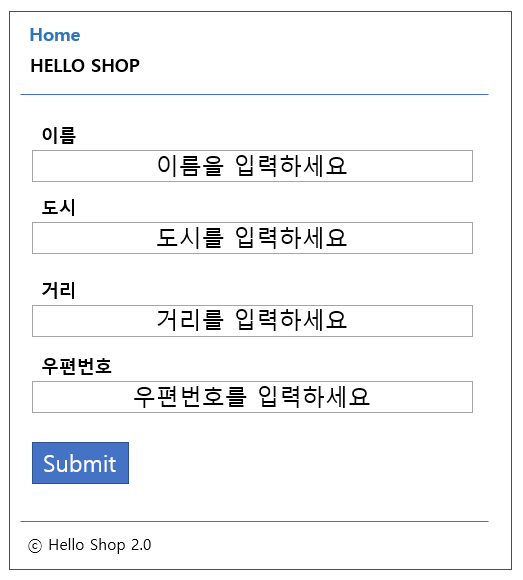 Home
HELLO SHOP
이름
이름을 입력하세요
도시
도시를 입력하세요
거리
거리를 입력하세요
우편번호
우편번호를 입력하세요
Submit
ⓒ Hello Shop 2.0